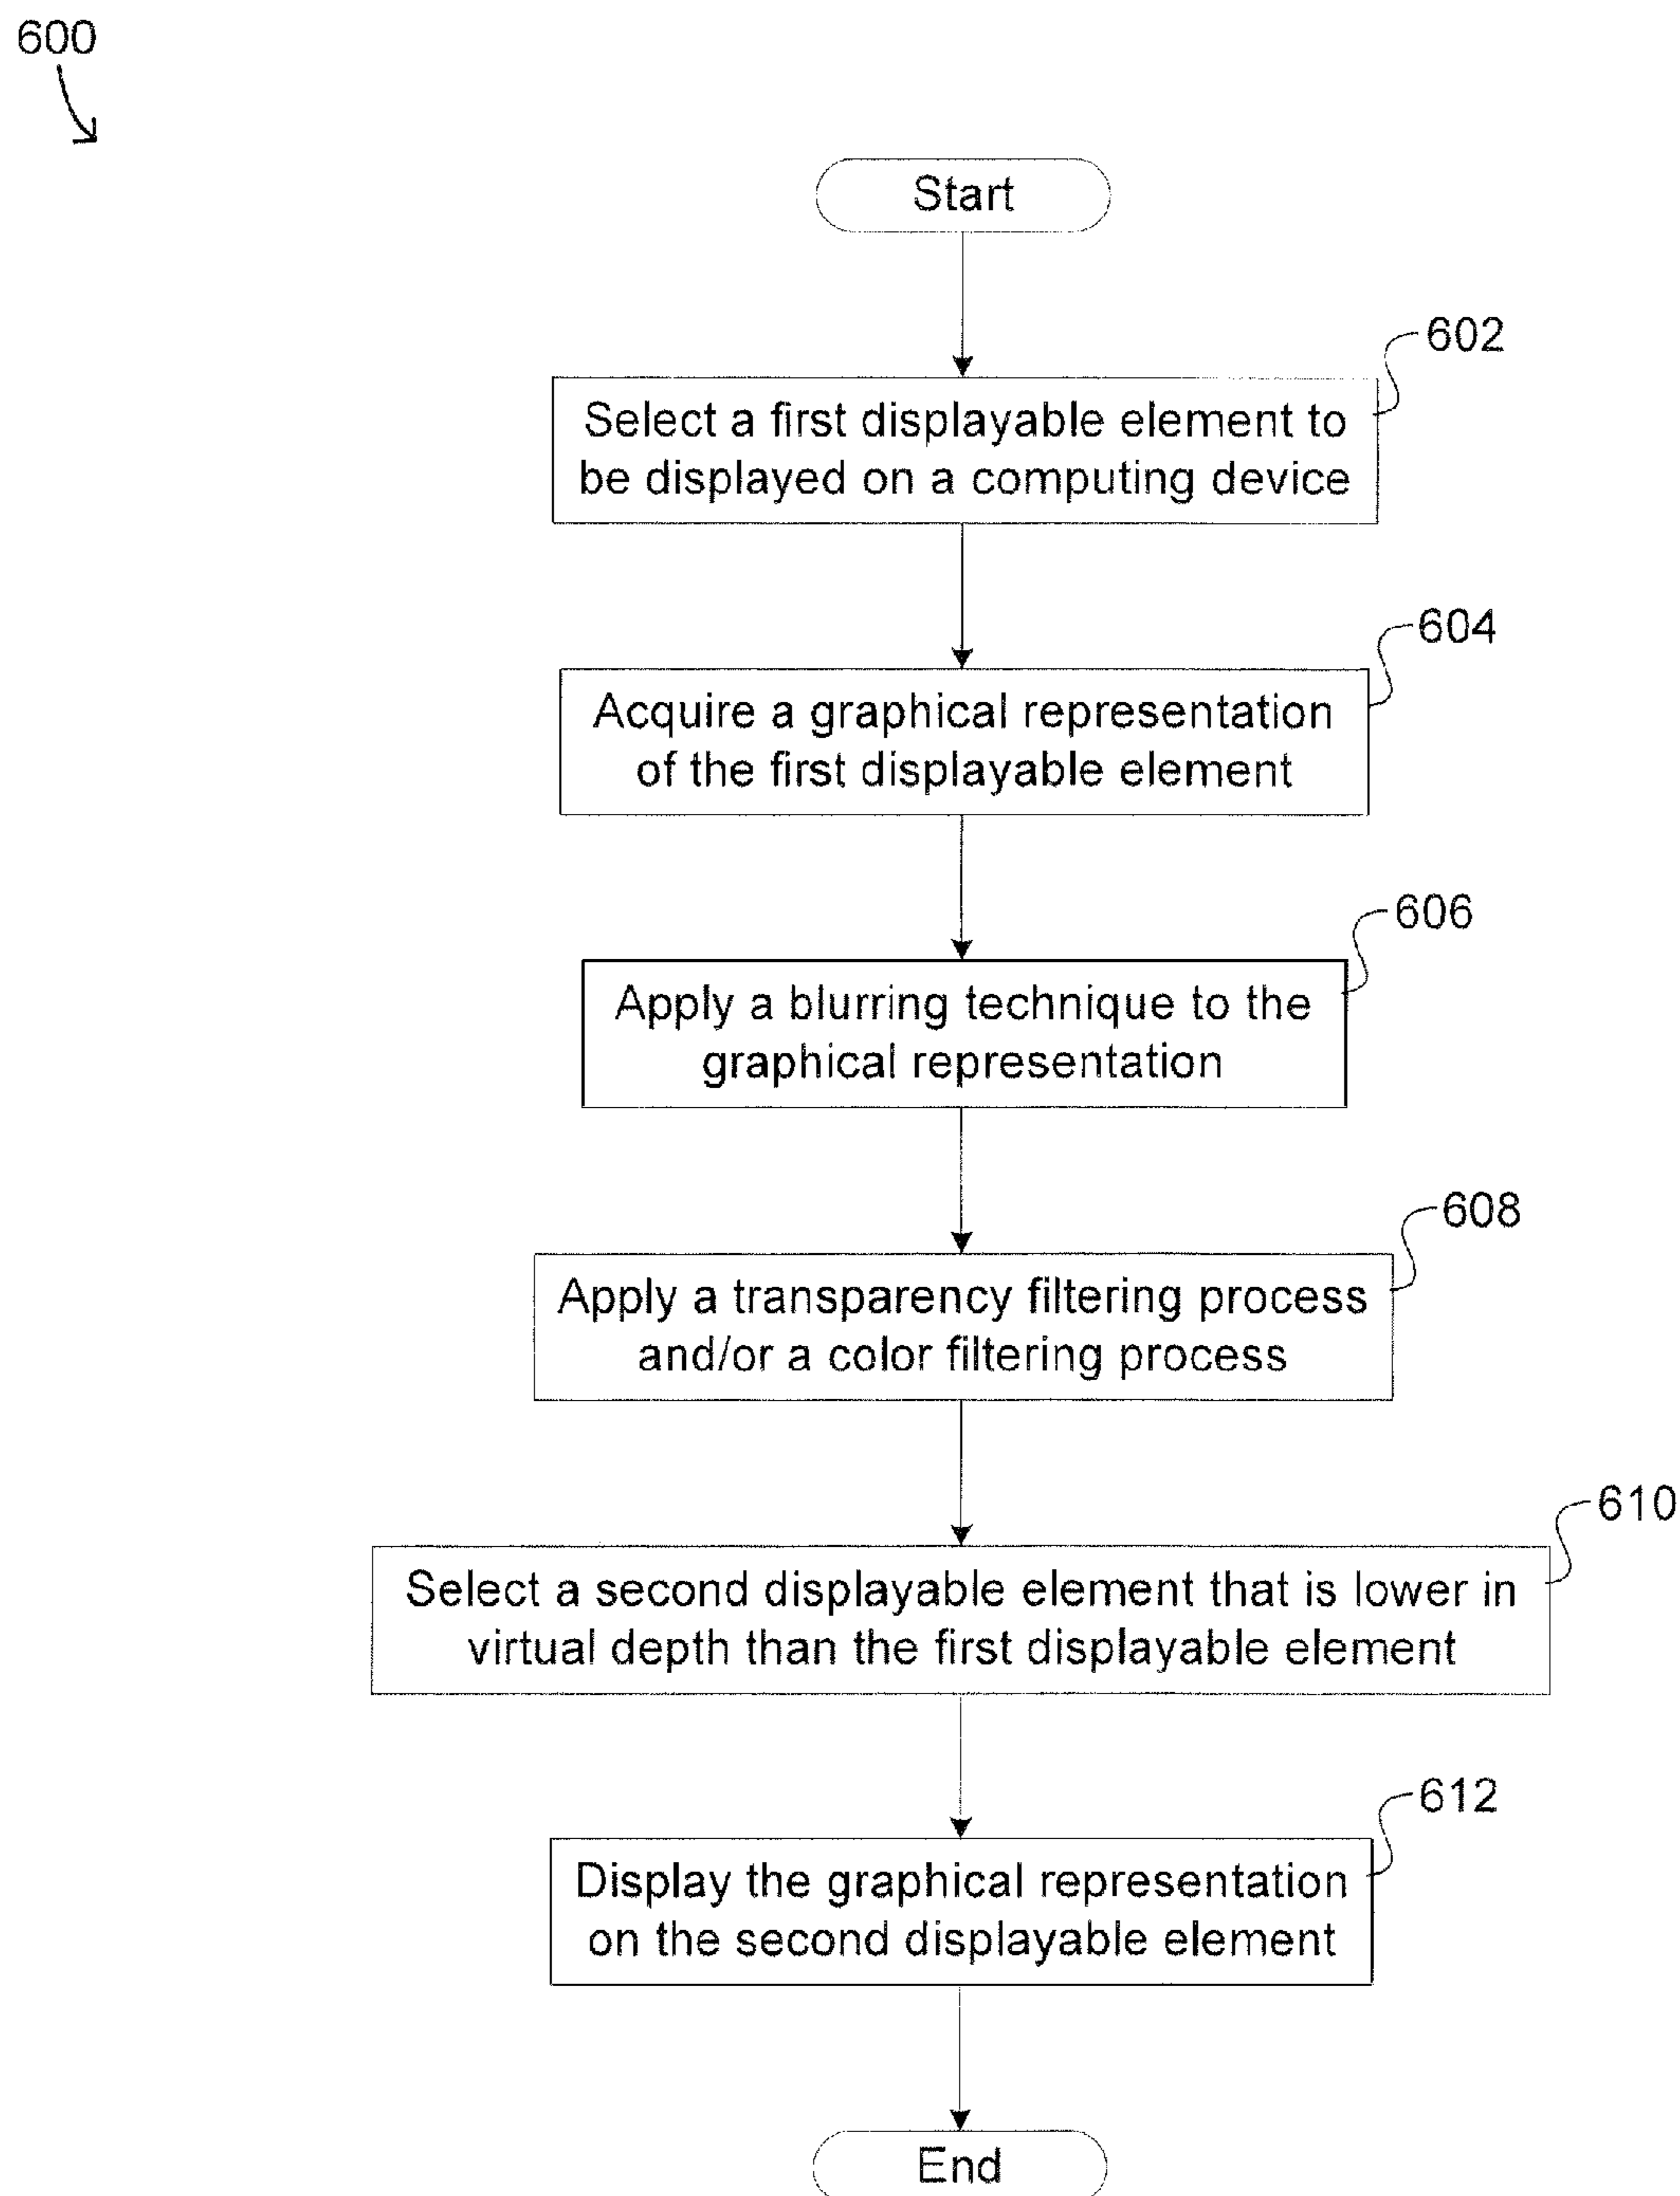 600
Start
602
Select a first displayable element to
be displayed on a computing device
604
Acquire a graphical representation
of the first displayable element
606
Apply a blurring technique to the
graphical representation
608
Apply a transparency filtering process
and/or a color filtering process
610
Select a second displayable element that is lower in
virtual depth than the first displayable element
612
Display the graphical representation
on the second displayable element
End